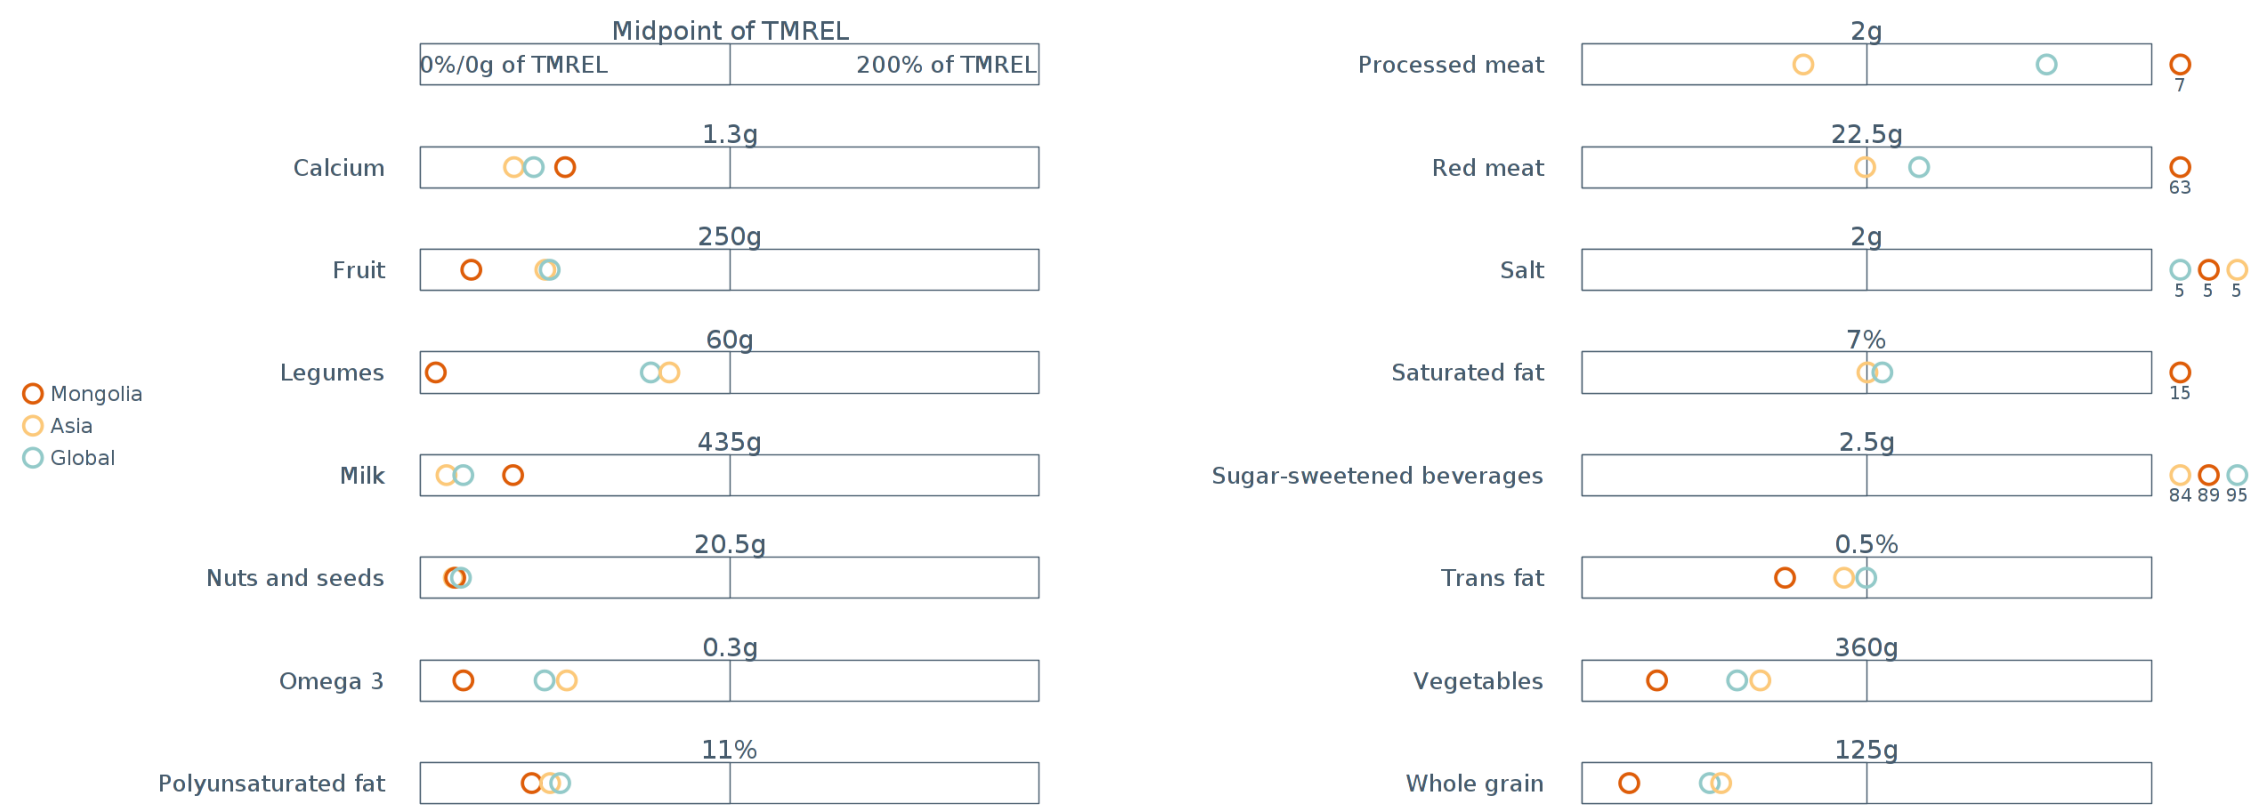 Midpoint of TMREL
0%/0g of TMREL 200% of TMREL
Calcium 1.3g
Fruit 250g
Legumes 60g
Milk 435g
Nuts and seeds 20.5g
Omega 3 0.3g
Polyunsaturated fat 11%
Mongolia
Asia
Global
Processed meat 2g
7
Red meat 22.5g
63
Salt 2g
5 5 5
Saturated fat 7%
15
Sugar-sweetened beverages 2.5g
84 89 95
Trans fat 0.5%
Vegetables 360g
Whole grain 125g